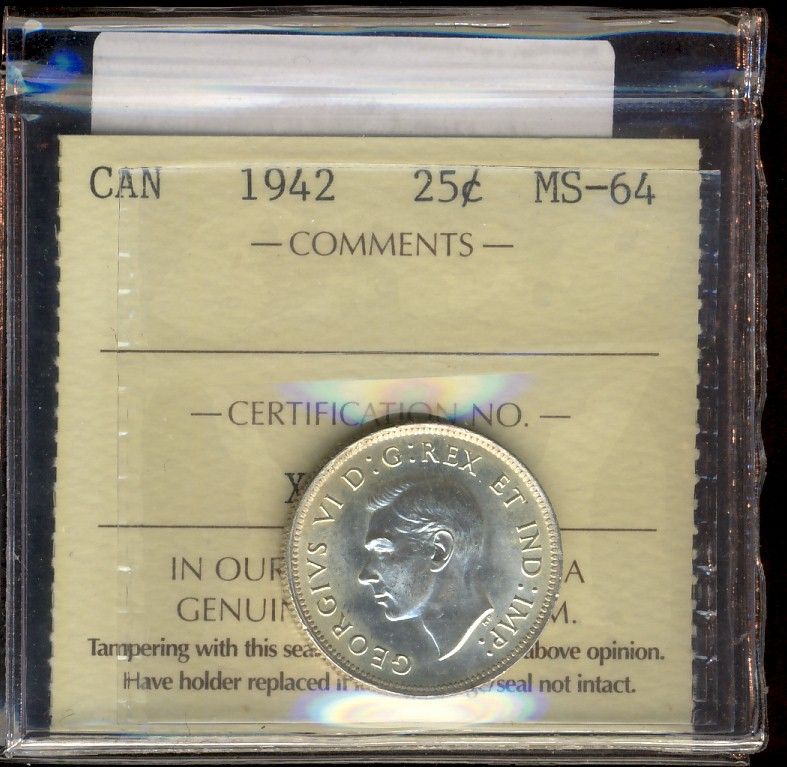 CAN 1942 25¢ MS-64
— COMMENTS —
— CERTIFICATION NO. —
X
GEORGIVS VI D:G:REX ET IND:IMP:
IN OUR A
GENUIN M.
Tampering with this sea above opinion.
Have holder replaced if /seal not intact.